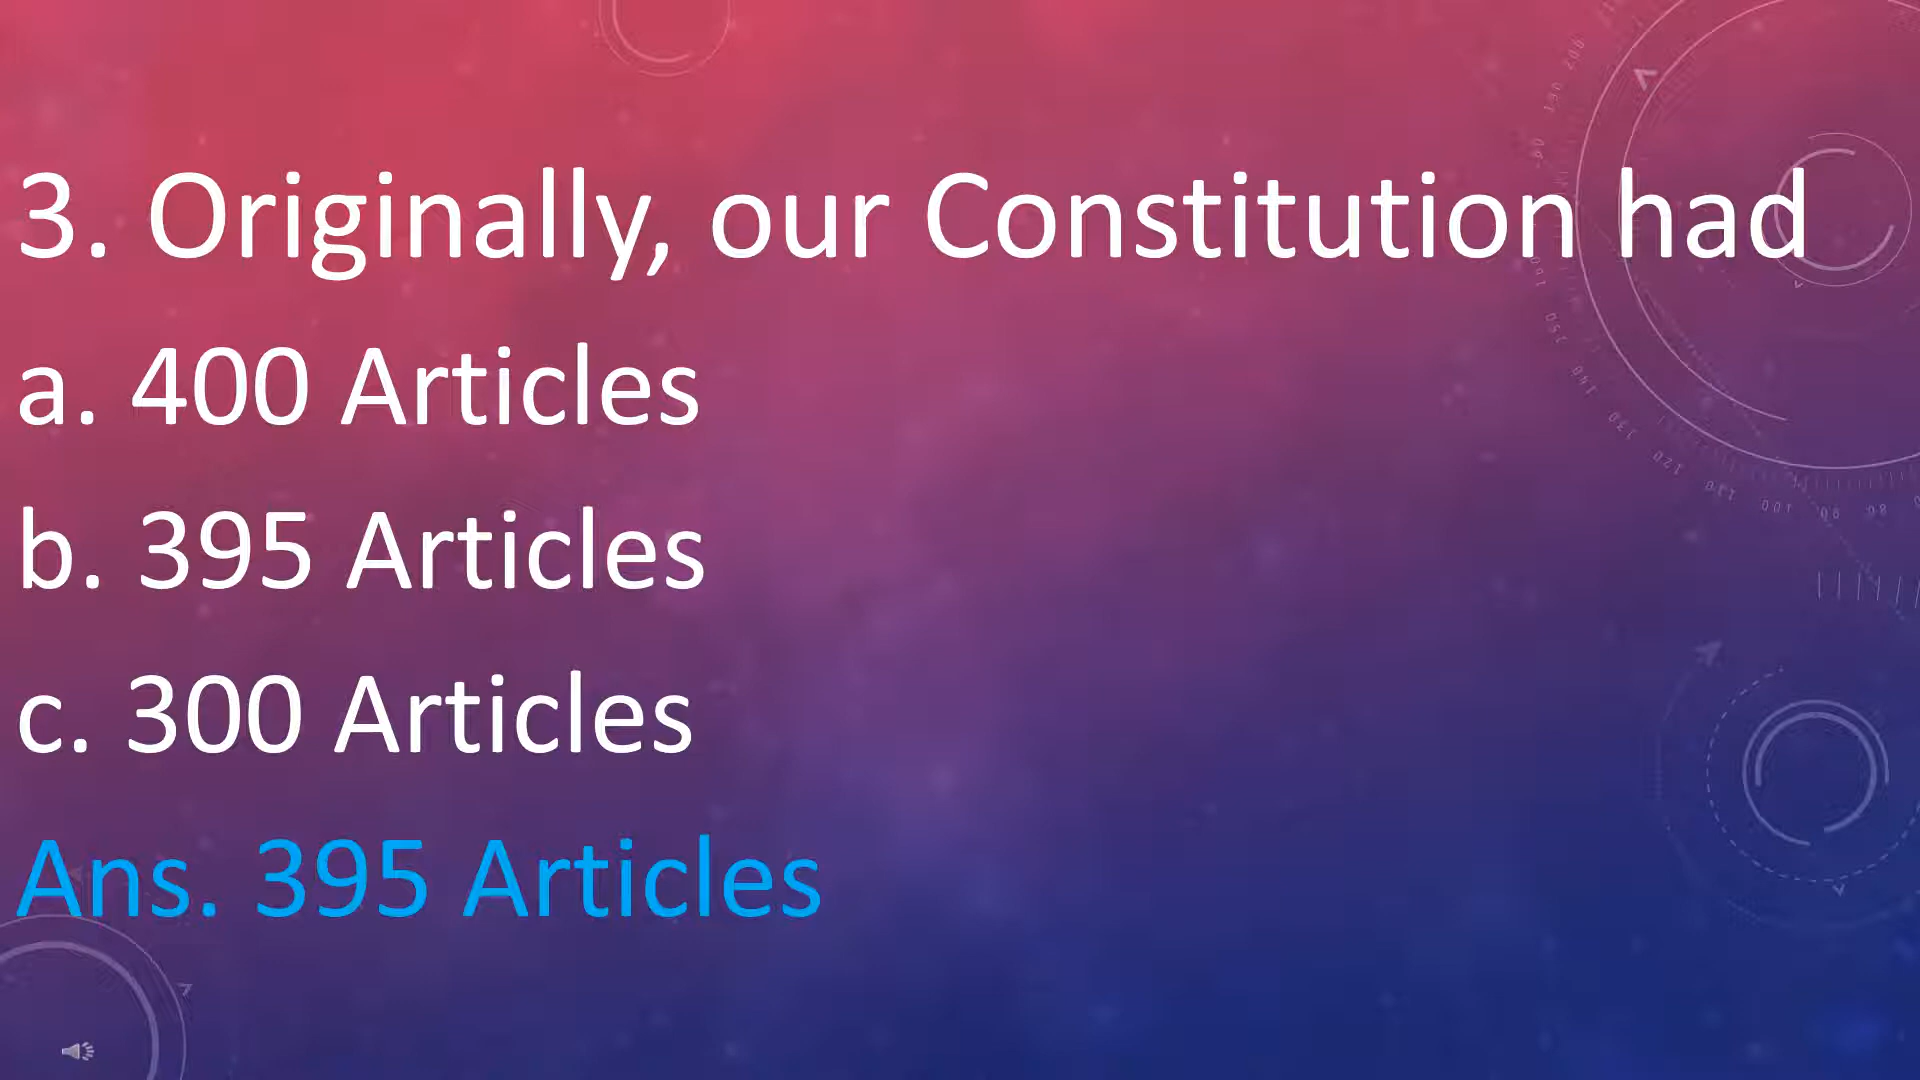 3. Originally, our Constitution had
a. 400 Articles
b. 395 Articles
c. 300 Articles
Ans. 395 Articles